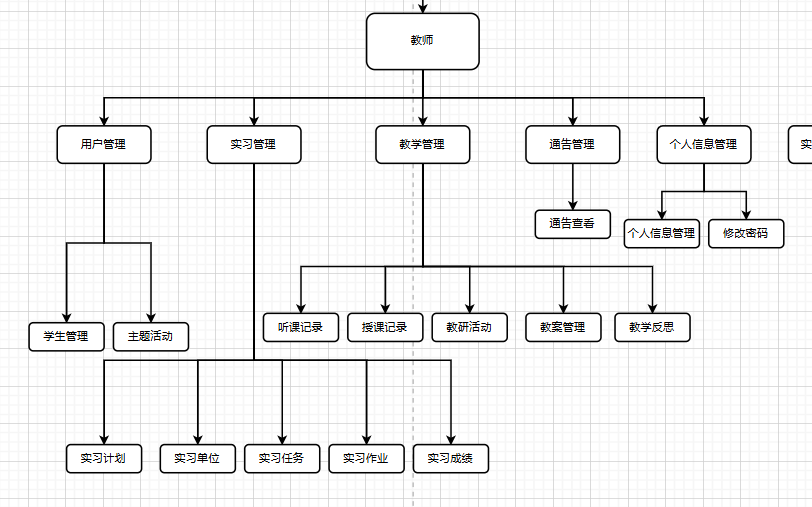 教师
用户管理
实习管理
教学管理
通告管理
个人信息管理
实
通告查看
个人信息管理
修改密码
听课记录
授课记录
教研活动
教案管理
教学反思
学生管理
主题活动
实习计划
实习单位
实习任务
实习作业
实习成绩